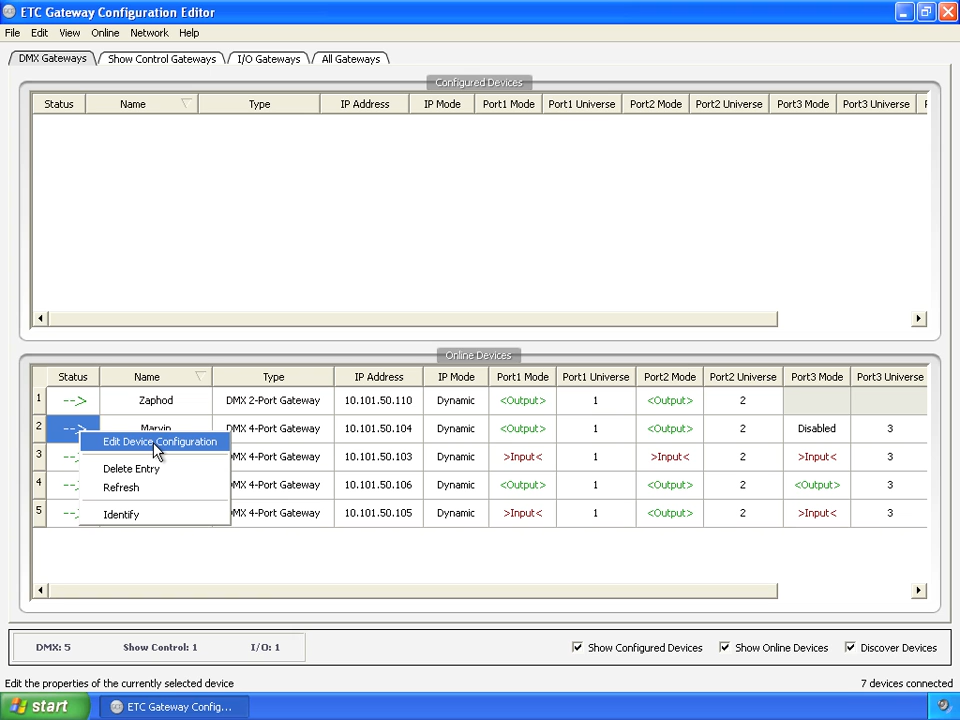 ETC Gateway Configuration Editor
File Edit View Online Network Help
DMX Gateways Show Control Gateways I/O Gateways All Gateways
Configured Devices
Status Name Type IP Address IP Mode Port1 Mode Port1 Universe Port2 Mode Port2 Universe Port3 Mode Port3 Universe
Online Devices
Status Name Type IP Address IP Mode Port1 Mode Port1 Universe Port2 Mode Port2 Universe Port3 Mode Port3 Universe
1 --> Zaphod DMX 2-Port Gateway 10.101.50.110 Dynamic <Output> 1 <Output> 2
2 --> Marvin DMX 4-Port Gateway 10.101.50.104 Dynamic <Output> 1 <Output> 2 Disabled 3
Edit Device Configuration
3 MX 4-Port Gateway 10.101.50.103 Dynamic >Input< 1 >Input< 2 >Input< 3
Delete Entry
4 MX 4-Port Gateway 10.101.50.106 Dynamic <Output> 1 <Output> 2 <Output> 3
Refresh
5 MX 4-Port Gateway 10.101.50.105 Dynamic >Input< 1 <Output> 2 >Input< 3
Identify
DMX: 5 Show Control: 1 I/O: 1 Show Configured Devices Show Online Devices Discover Devices
Edit the properties of the currently selected device 7 devices connected
start ETC Gateway Config...